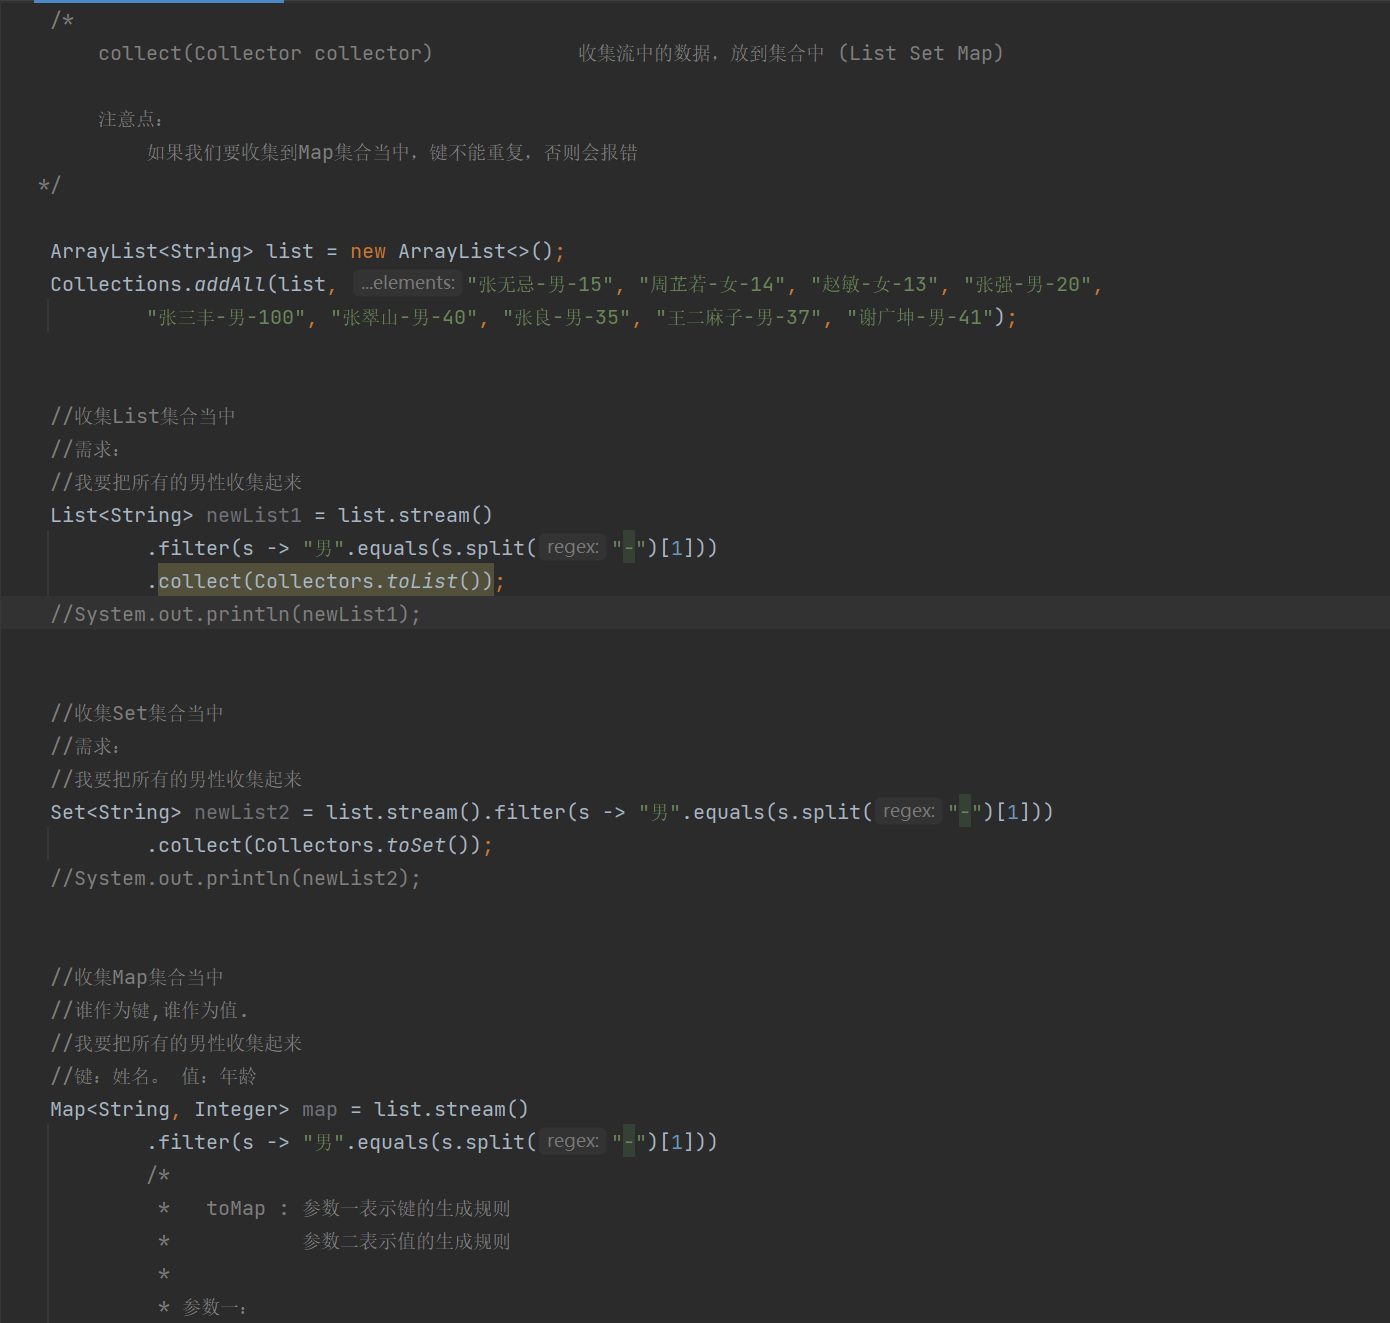 /*
collect(Collector collector) 收集流中的数据，放到集合中 (List Set Map)
注意点：
如果我们要收集到Map集合当中，键不能重复，否则会报错
*/
ArrayList<String> list = new ArrayList<>();
Collections.addAll(list, ...elements: "张无忌-男-15", "周芷若-女-14", "赵敏-女-13", "张强-男-20",
"张三丰-男-100", "张翠山-男-40", "张良-男-35", "王二麻子-男-37", "谢广坤-男-41");
//收集List集合当中
//需求：
//我要把所有的男性收集起来
List<String> newList1 = list.stream()
.filter(s -> "男".equals(s.split( regex: "-")[1]))
.collect(Collectors.toList());
//System.out.println(newList1);
//收集Set集合当中
//需求：
//我要把所有的男性收集起来
Set<String> newList2 = list.stream().filter(s -> "男".equals(s.split( regex: "-")[1]))
.collect(Collectors.toSet());
//System.out.println(newList2);
//收集Map集合当中
//谁作为键,谁作为值.
//我要把所有的男性收集起来
//键：姓名。 值：年龄
Map<String, Integer> map = list.stream()
.filter(s -> "男".equals(s.split( regex: "-")[1]))
/*
* toMap : 参数一表示键的生成规则
* 参数二表示值的生成规则
*
* 参数一：